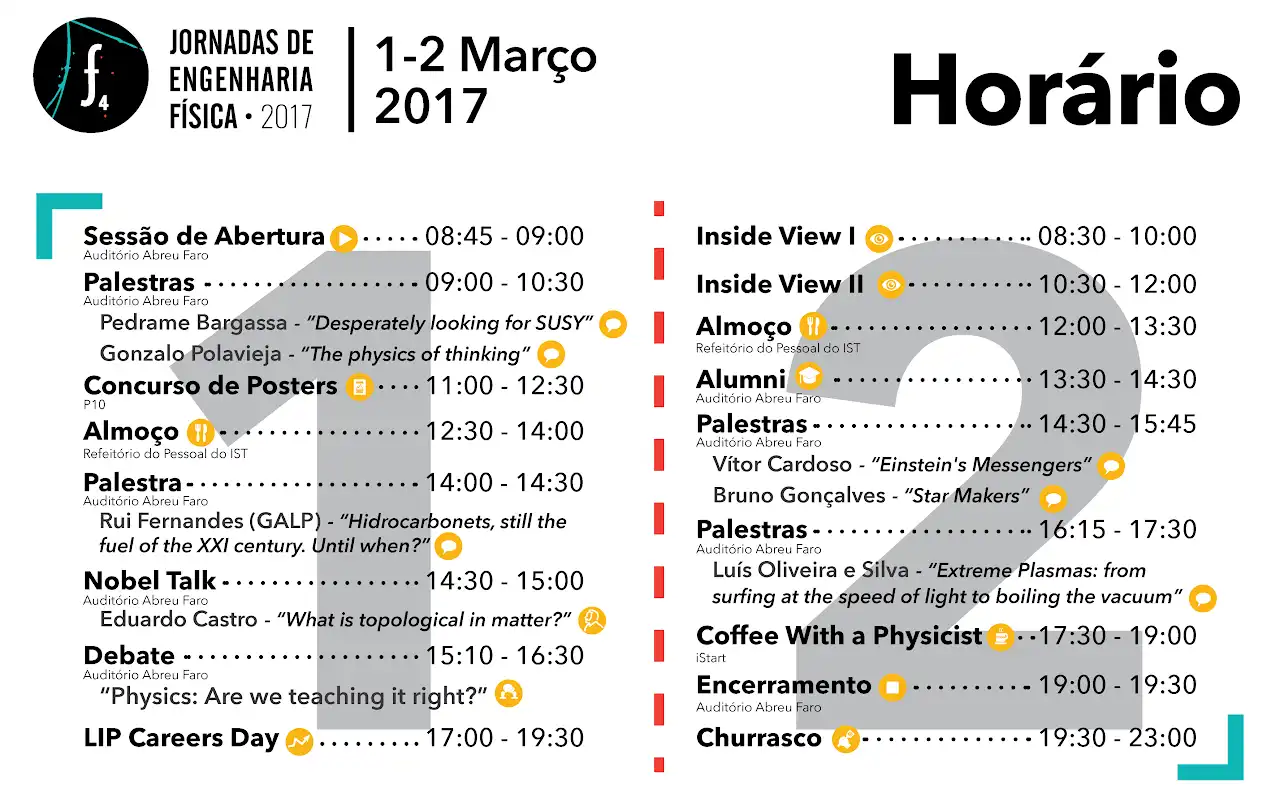 f4
JORNADAS DE
ENGENHARIA
FÍSICA • 2017
1-2 Março
2017
Horário
1
Sessão de Abertura ..... 08:45 - 09:00
Auditório Abreu Faro
Palestras .................. 09:00 - 10:30
Auditório Abreu Faro
Pedrame Bargassa - “Desperately looking for SUSY”
Gonzalo Polavieja - “The physics of thinking”
Concurso de Posters .... 11:00 - 12:30
P10
Almoço ................. 12:30 - 14:00
Refeitório do Pessoal do IST
Palestra ................... 14:00 - 14:30
Auditório Abreu Faro
Rui Fernandes (GALP) - “Hidrocarbonets, still the
fuel of the XXI century. Until when?”
Nobel Talk ................ 14:30 - 15:00
Auditório Abreu Faro
Eduardo Castro - “What is topological in matter?”
Debate .................... 15:10 - 16:30
Auditório Abreu Faro
“Physics: Are we teaching it right?”
LIP Careers Day ......... 17:00 - 19:30
2
Inside View I ............ 08:30 - 10:00
Inside View II ........... 10:30 - 12:00
Almoço ................. 12:00 - 13:30
Refeitório do Pessoal do IST
Alumni ................. 13:30 - 14:30
Auditório Abreu Faro
Palestras .................. 14:30 - 15:45
Auditório Abreu Faro
Vítor Cardoso - “Einstein's Messengers”
Bruno Gonçalves - “Star Makers”
Palestras .................. 16:15 - 17:30
Auditório Abreu Faro
Luís Oliveira e Silva - “Extreme Plasmas: from
surfing at the speed of light to boiling the vacuum”
Coffee With a Physicist .. 17:30 - 19:00
iStart
Encerramento .......... 19:00 - 19:30
Auditório Abreu Faro
Churrasco .............. 19:30 - 23:00